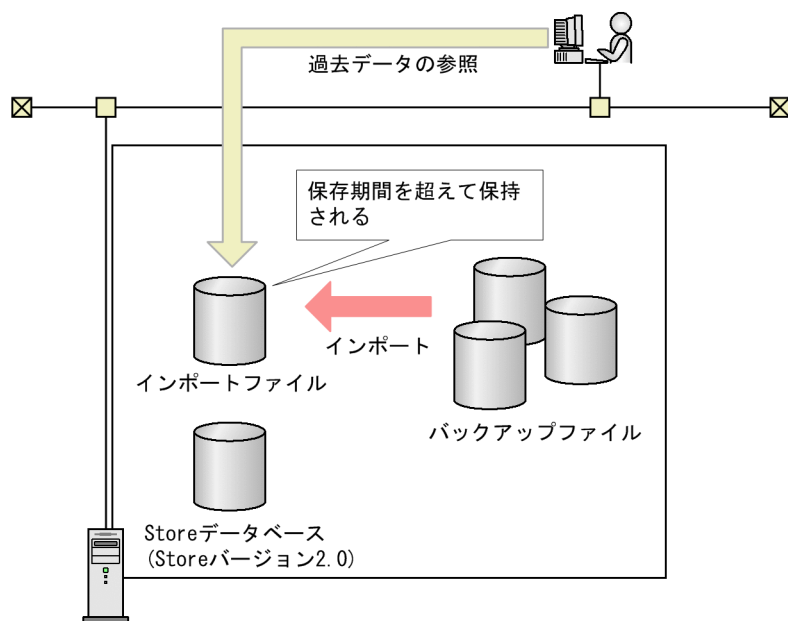 過去データの参照
保存期間を超えて保持
される
インポート
インポートファイル
バックアップファイル
Storeデータベース
(Storeバージョン2.0)